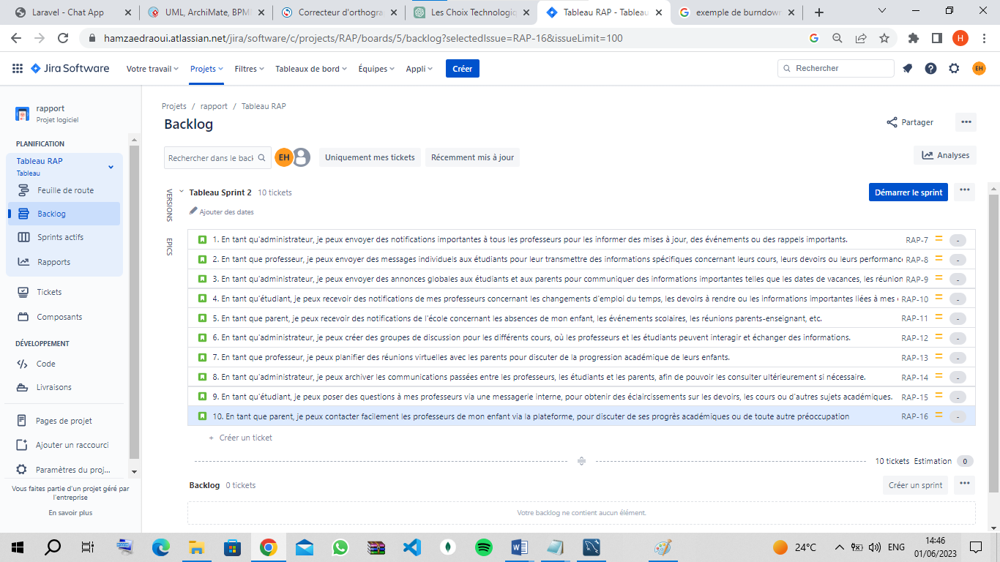 Laravel - Chat App
UML, ArchiMate, BPM
Correcteur d'orthogra
Les Choix Technologiq
Tableau RAP - Tableau
exemple de burndown
hamzaedraoui.atlassian.net/jira/software/c/projects/RAP/boards/5/backlog?selectedIssue=RAP-16&issueLimit=100
H
Jira Software
Votre travail
Projets
Filtres
Tableaux de bord
Équipes
Appli
Créer
Rechercher
EH
rapport
Projet logiciel
PLANIFICATION
Tableau RAP
Tableau
Feuille de route
Backlog
Sprints actifs
Rapports
Tickets
Composants
DÉVELOPPEMENT
Code
Livraisons
Pages de projet
Ajouter un raccourci
Paramètres du proj...
Vous faites partie d'un projet géré par
l'entreprise
En savoir plus
Projets / rapport / Tableau RAP
Backlog
Partager
Rechercher dans le back
EH
Uniquement mes tickets
Récemment mis à jour
Analyses
VERSIONS
EPICS
Tableau Sprint 2 10 tickets
Démarrer le sprint
Ajouter des dates
1. En tant qu'administrateur, je peux envoyer des notifications importantes à tous les professeurs pour les informer des mises à jour, des événements ou des rappels importants. RAP-7 -
2. En tant que professeur, je peux envoyer des messages individuels aux étudiants pour leur transmettre des informations spécifiques concernant leurs cours, leurs devoirs ou leurs performance RAP-8 -
3. En tant qu'administrateur, je peux envoyer des annonces globales aux étudiants et aux parents pour communiquer des informations importantes telles que les dates de vacances, les réunion RAP-9 -
4. En tant qu'étudiant, je peux recevoir des notifications de mes professeurs concernant les changements d'emploi du temps, les devoirs à rendre ou les informations importantes liées à mes RAP-10 -
5. En tant que parent, je peux recevoir des notifications de l'école concernant les absences de mon enfant, les événements scolaires, les réunions parents-enseignant, etc. RAP-11 -
6. En tant qu'administrateur, je peux créer des groupes de discussion pour les différents cours, où les professeurs et les étudiants peuvent interagir et échanger des informations. RAP-12 -
7. En tant que professeur, je peux planifier des réunions virtuelles avec les parents pour discuter de la progression académique de leurs enfants. RAP-13 -
8. En tant qu'administrateur, je peux archiver les communications passées entre les professeurs, les étudiants et les parents, afin de pouvoir les consulter ultérieurement si nécessaire. RAP-14 -
9. En tant qu'étudiant, je peux poser des questions à mes professeurs via une messagerie interne, pour obtenir des éclaircissements sur les devoirs, les cours ou d'autres sujets académiques. RAP-15 -
10. En tant que parent, je peux contacter facilement les professeurs de mon enfant via la plateforme, pour discuter de ses progrès académiques ou de toute autre préoccupation RAP-16 -
+ Créer un ticket
10 tickets Estimation 0
Backlog 0 tickets
Créer un sprint
Votre backlog ne contient aucun élément.
24°C
ENG
14:46
01/06/2023